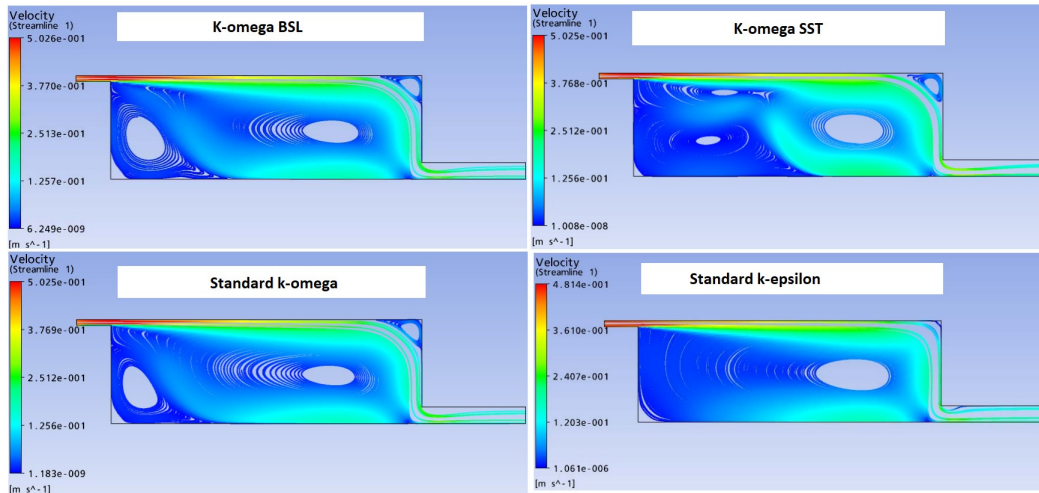 K-omega BSL
Velocity
(Streamline 1)
5.026e-001
3.770e-001
2.513e-001
1.257e-001
6.249e-009
[m s^-1]
K-omega SST
Velocity
(Streamline 1)
5.025e-001
3.768e-001
2.512e-001
1.256e-001
1.008e-008
[m s^-1]
Standard k-omega
Velocity
(Streamline 1)
5.025e-001
3.769e-001
2.512e-001
1.256e-001
1.183e-009
[m s^-1]
Standard k-epsilon
Velocity
(Streamline 1)
4.814e-001
3.610e-001
2.407e-001
1.203e-001
1.061e-006
[m s^-1]